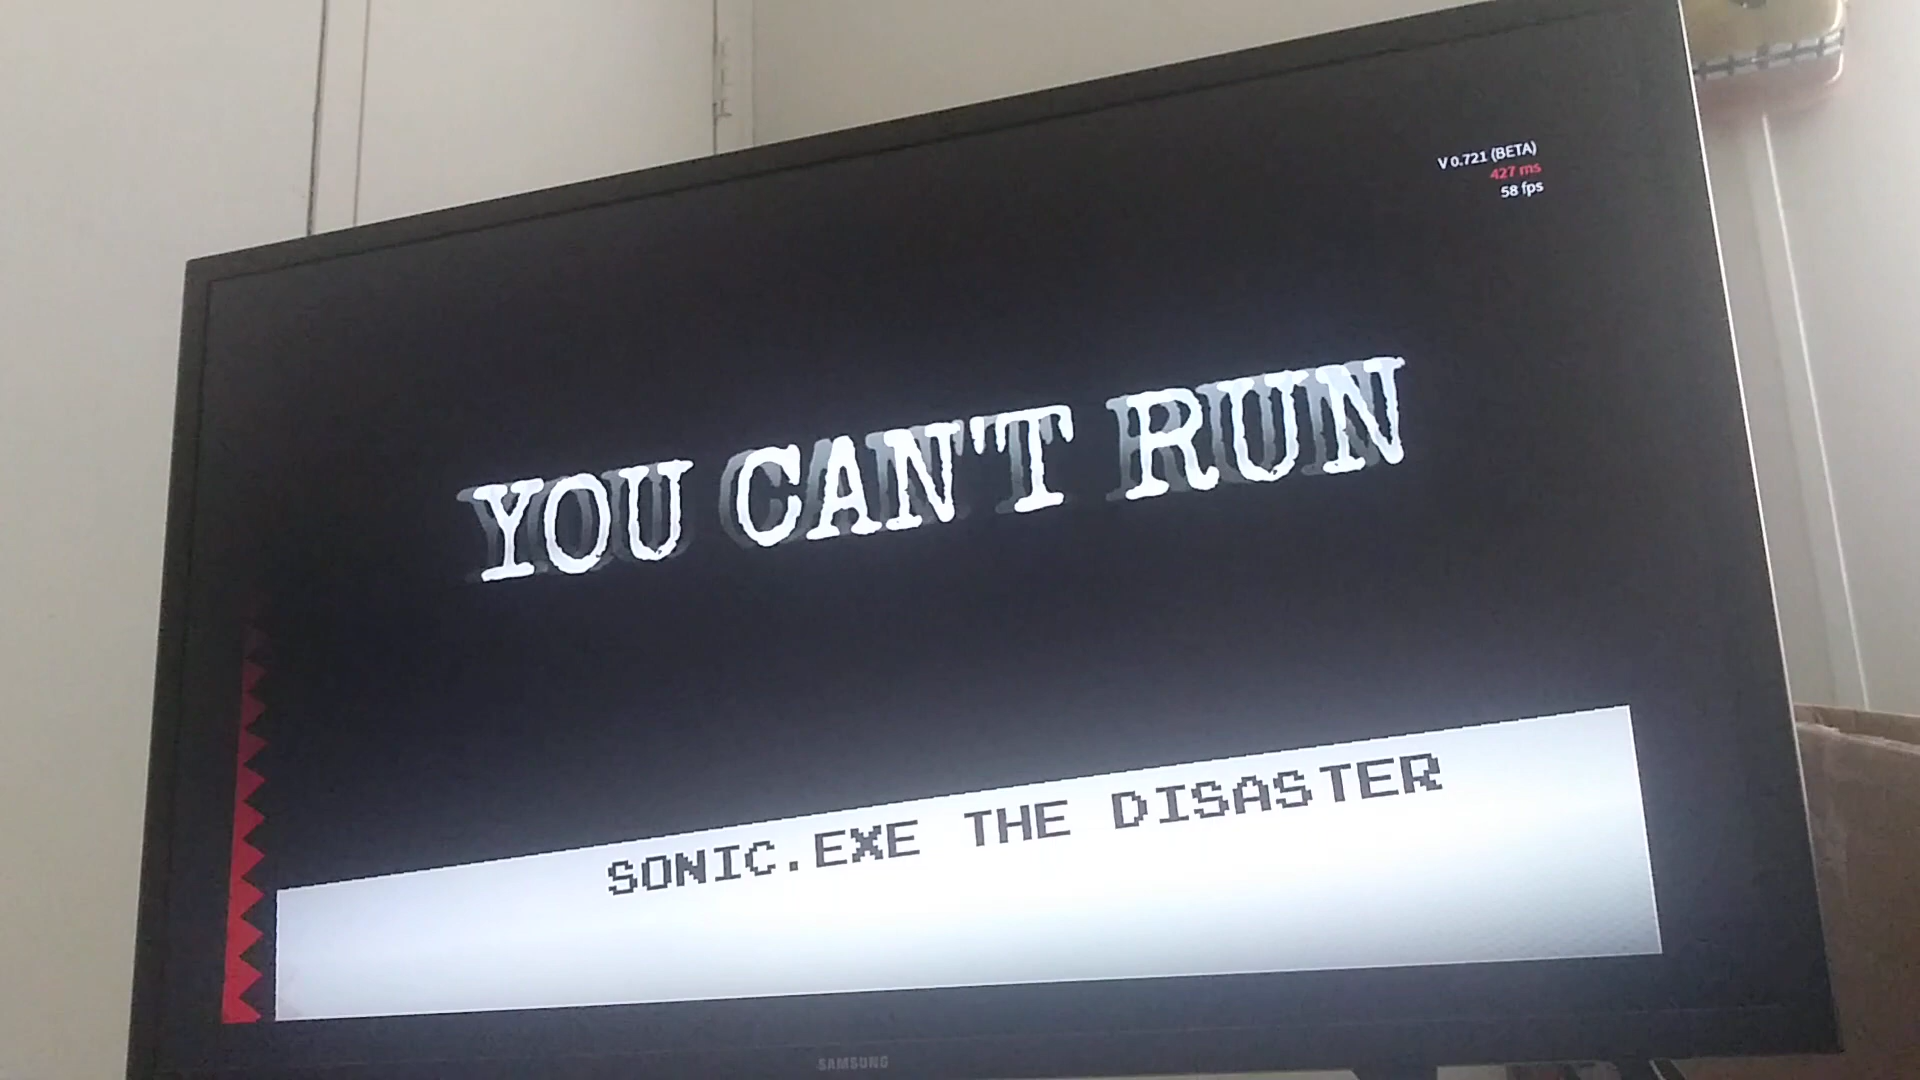 V 0.721 (BETA)
427 ms
58 fps
YOU CAN'T RUN
SONIC.EXE THE DISASTER
SAMSUNG